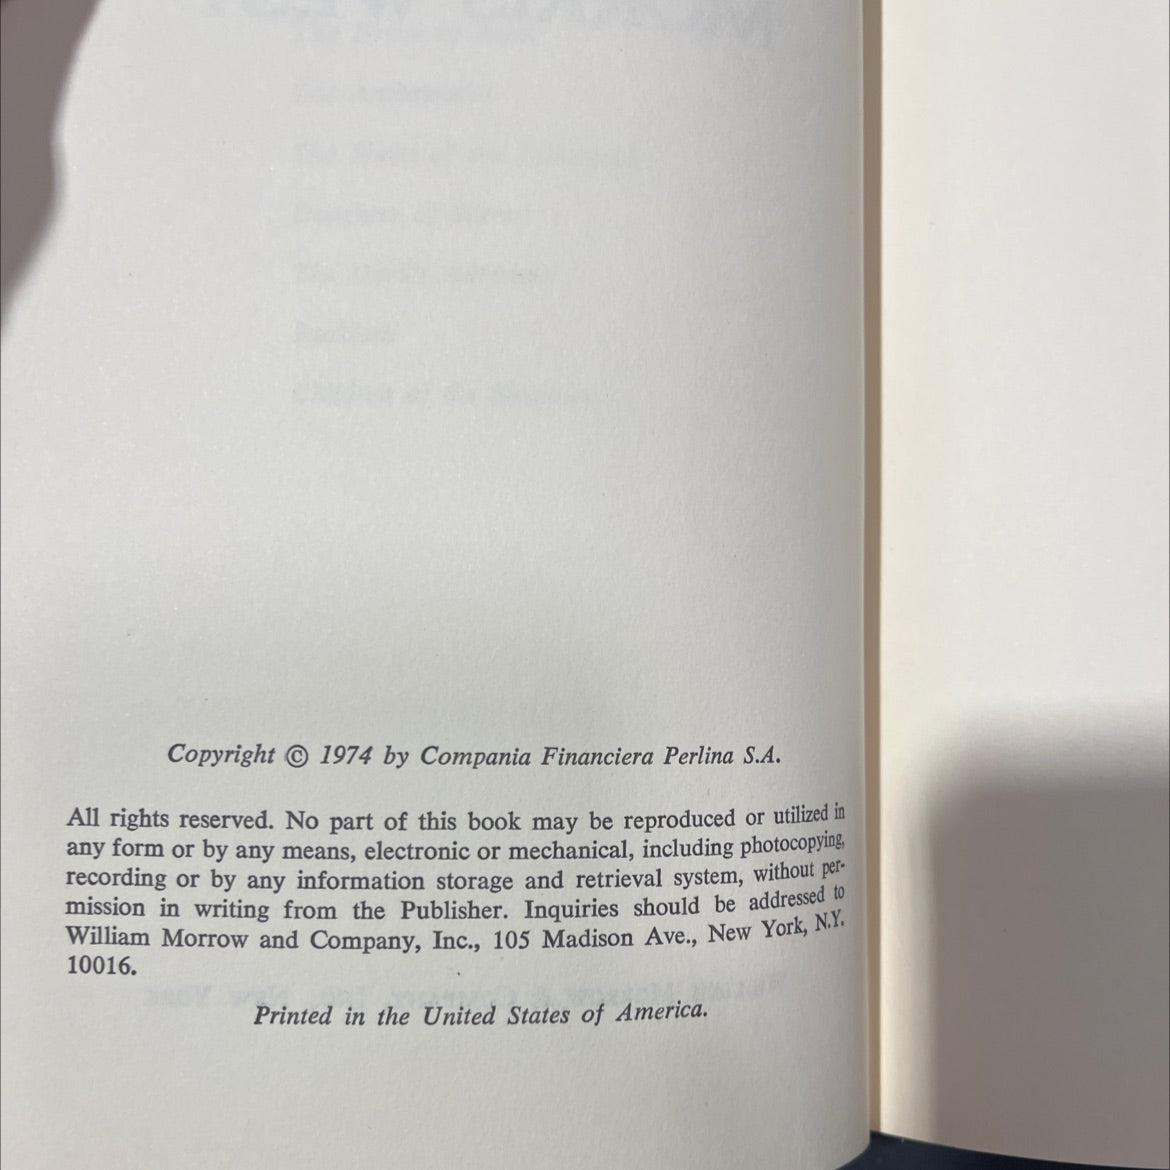 Copyright © 1974 by Compania Financiera Perlina S.A.
All rights reserved. No part of this book may be reproduced or utilized in
any form or by any means, electronic or mechanical, including photocopying,
recording or by any information storage and retrieval system, without per-
mission in writing from the Publisher. Inquiries should be addressed to
William Morrow and Company, Inc., 105 Madison Ave., New York, N.Y.
10016.
Printed in the United States of America.